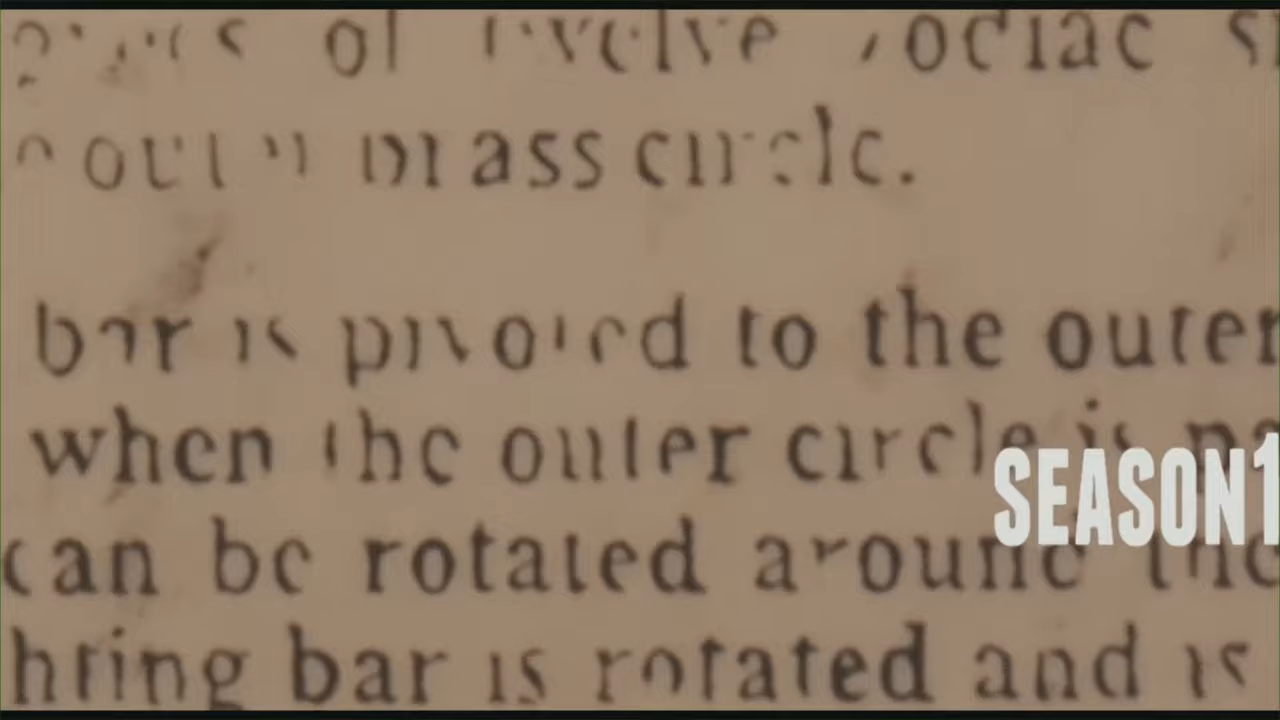 of twelve zodiac
brass circle.
bar is pivoted to the outer
when the outer circle is
SEASON1
can be rotated around the
hting bar is rotated and is